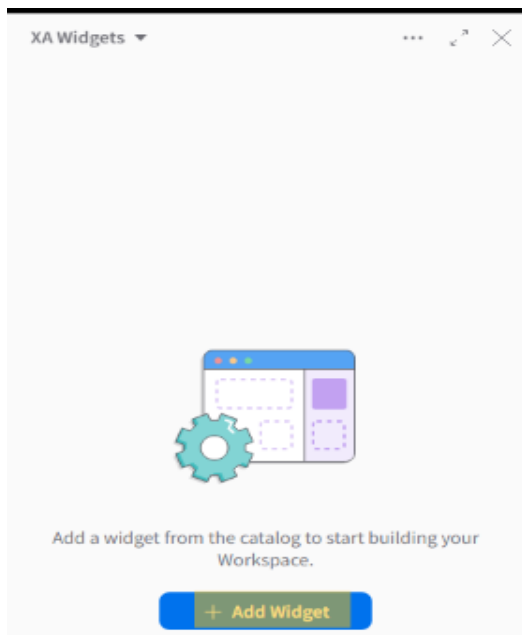 XA Widgets
Add a widget from the catalog to start building your
Workspace.
+ Add Widget